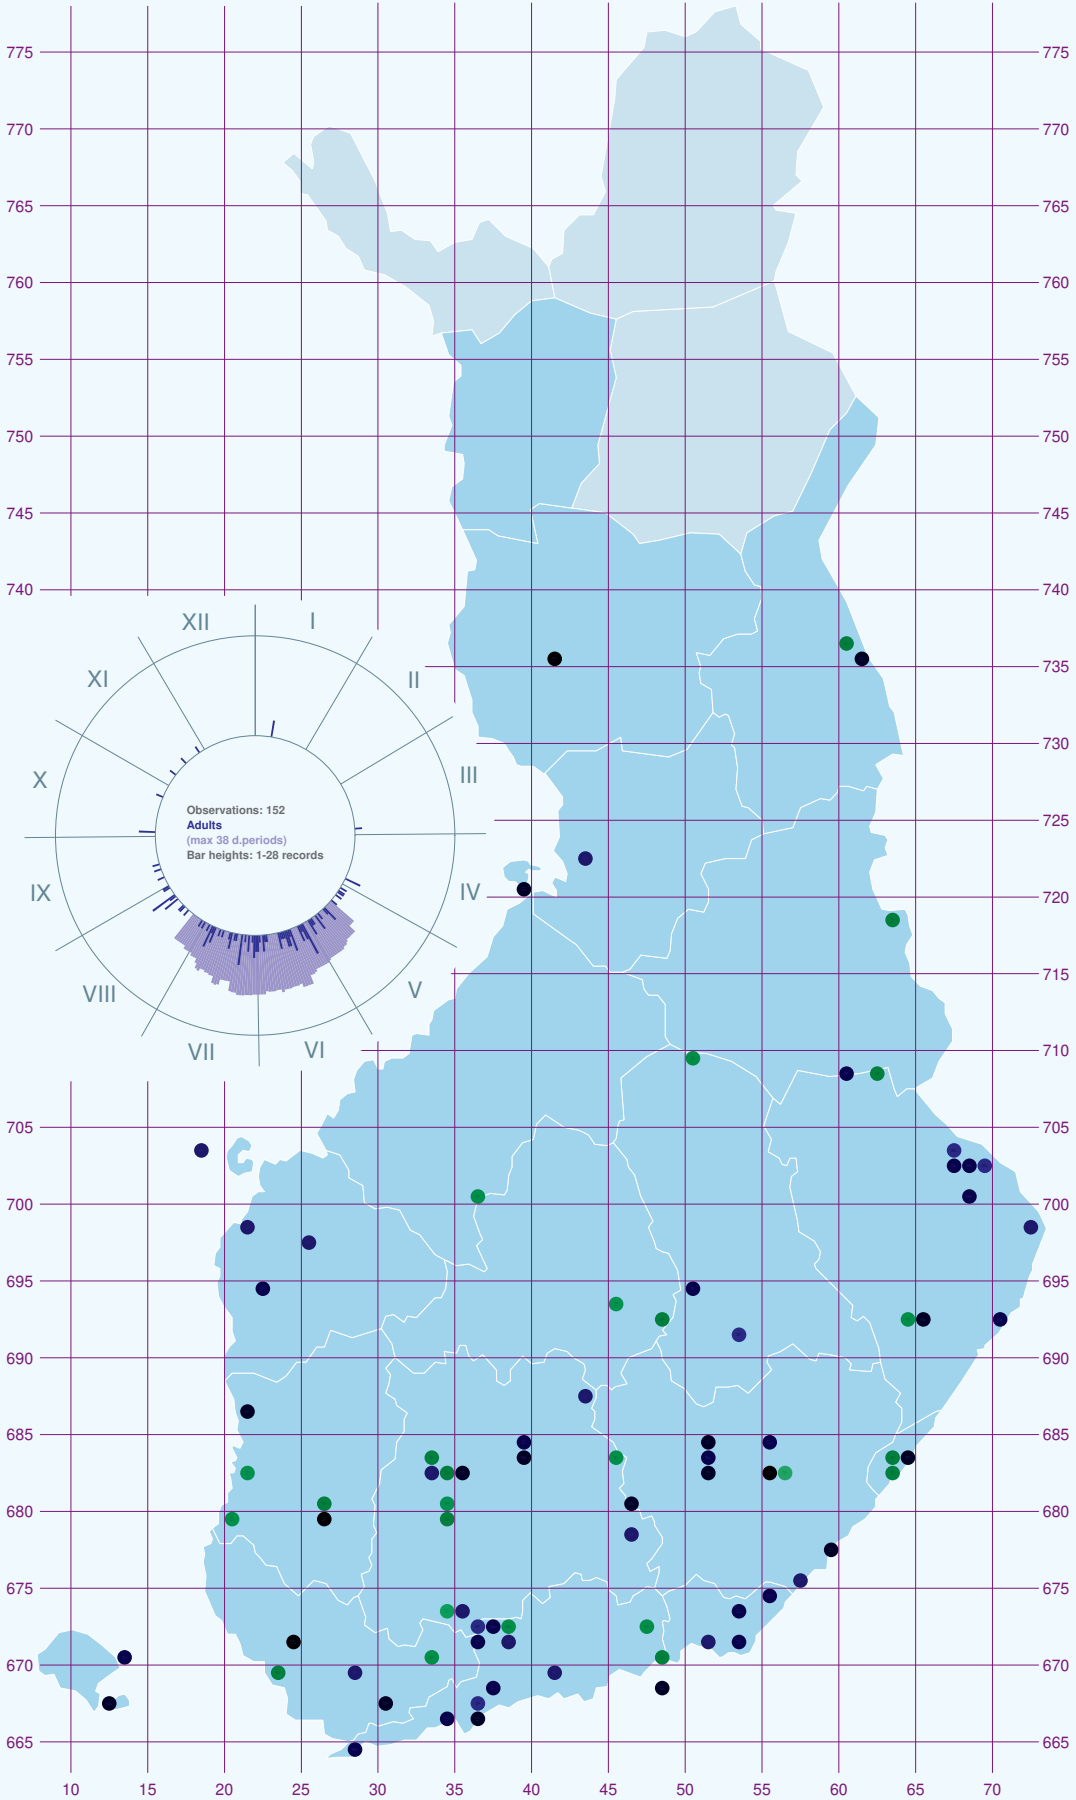 775 775
770 770
765 765
760 760
755 755
750 750
745 745
740 740
XII I
XI II
735
730
X III
Observations: 152
Adults
(max 38 d.periods)
Bar heights: 1-28 records
725
IX IV
720
VIII V
715
VII VI
710
705 705
700 700
695 695
690 690
685 685
680 680
675 675
670 670
665 665
10 15 20 25 30 35 40 45 50 55 60 65 70